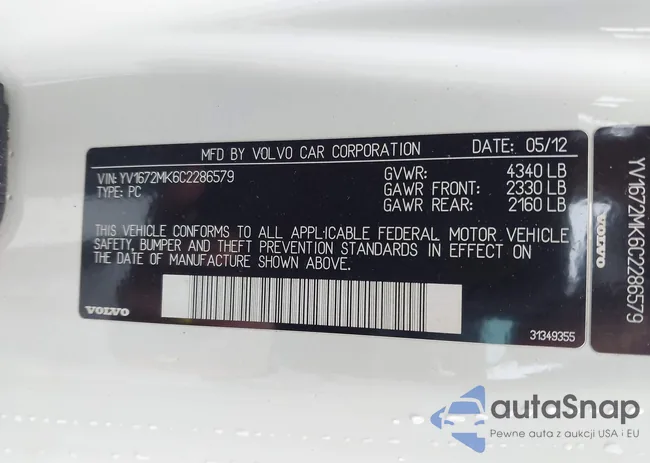 MFD BY VOLVO CAR CORPORATION DATE: 05/12
VIN: YV1672MK6C2286579
TYPE: PC
GVWR: 4340 LB
GAWR FRONT: 2330 LB
GAWR REAR: 2160 LB
THIS VEHICLE CONFORMS TO ALL APPLICABLE FEDERAL MOTOR VEHICLE
SAFETY, BUMPER AND THEFT PREVENTION STANDARDS IN EFFECT ON
THE DATE OF MANUFACTURE SHOWN ABOVE.
VOLVO
31349355
VOLVO
YV1672MK6C2286579
autaSnap
Pewne auta z aukcji USA i EU